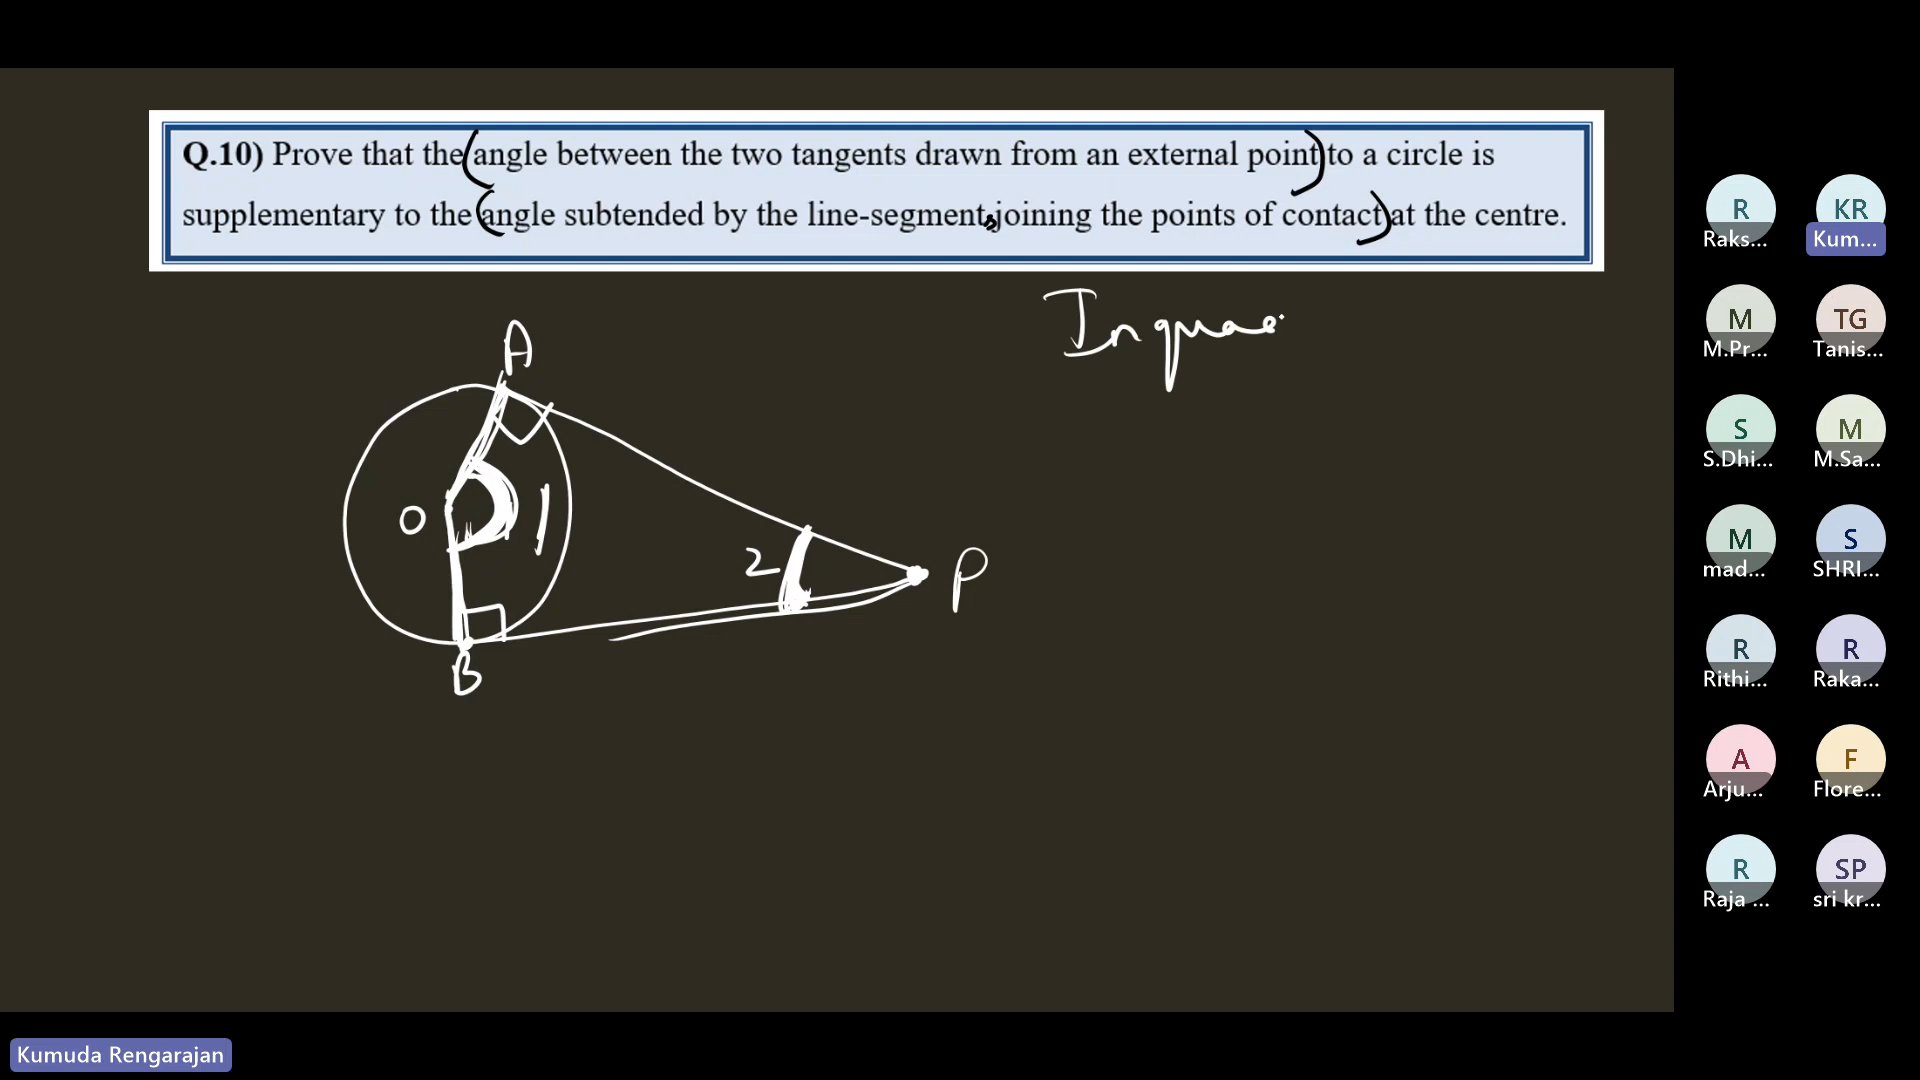 Q.10) Prove that the angle between the two tangents drawn from an external point to a circle is
supplementary to the angle subtended by the line-segment joining the points of contact at the centre.
In quad
A
O
1
2
P
B
R
Raks...
KR
Kum...
M
M.Pr...
TG
Tanis...
S
S.Dhi...
M
M.Sa...
M
mad...
S
SHRI...
R
Rithi...
R
Raka...
A
Arju...
F
Flore...
R
Raja ...
SP
sri kr...
Kumuda Rengarajan